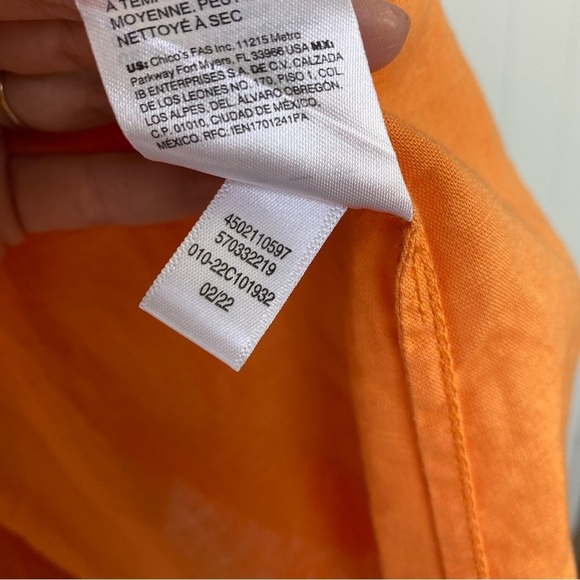 À TEMP
MOYENNE. PEUT
NETTOYÉ À SEC
US: Chico's FAS Inc. 11215 Metro
Parkway Fort Myers, FL 33966 USA MX:
IB ENTERPRISES S.A. DE C.V. CALZADA
DE LOS LEONES NO. 170, PISO 1, COL.
LOS ALPES, DEL. ÁLVARO OBREGON,
C.P. 01010, CIUDAD DE MÉXICO,
MÉXICO. RFC. IEN1701241PA
4502110597
570332219
010-22C101932
02/22